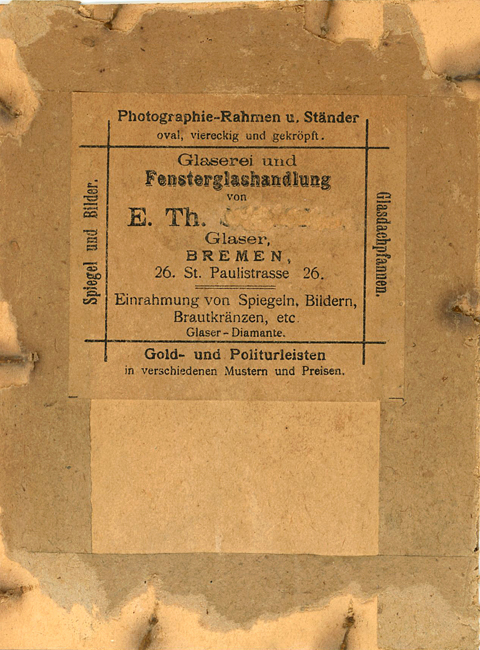 Photographie-Rahmen u. Ständer
oval, viereckig und gekröpft.
Spiegel und Bilder.
Glaserei und
Fensterglashandlung
von
E. Th.
Glaser,
BREMEN,
26. St. Paulistrasse 26.
Einrahmung von Spiegeln, Bildern,
Brautkränzen, etc
Glaser-Diamante.
Glasdachpfannen.
Gold- und Politurleisten
in verschiedenen Mustern und Preisen.